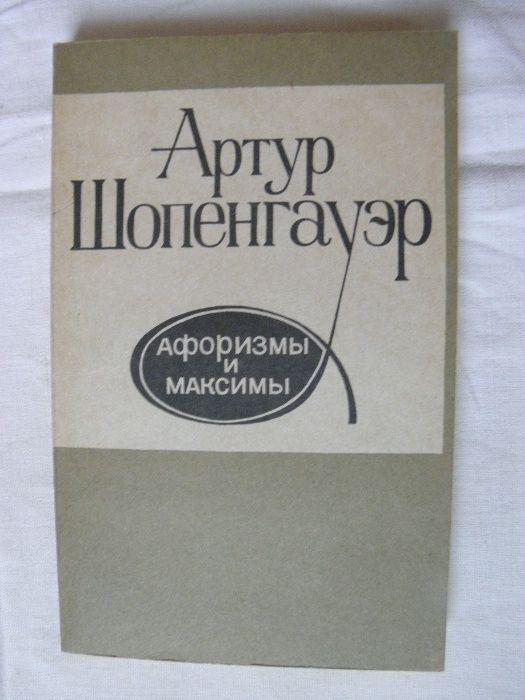 Артур
Шопенгауэр
Афоризмы
и
максимы